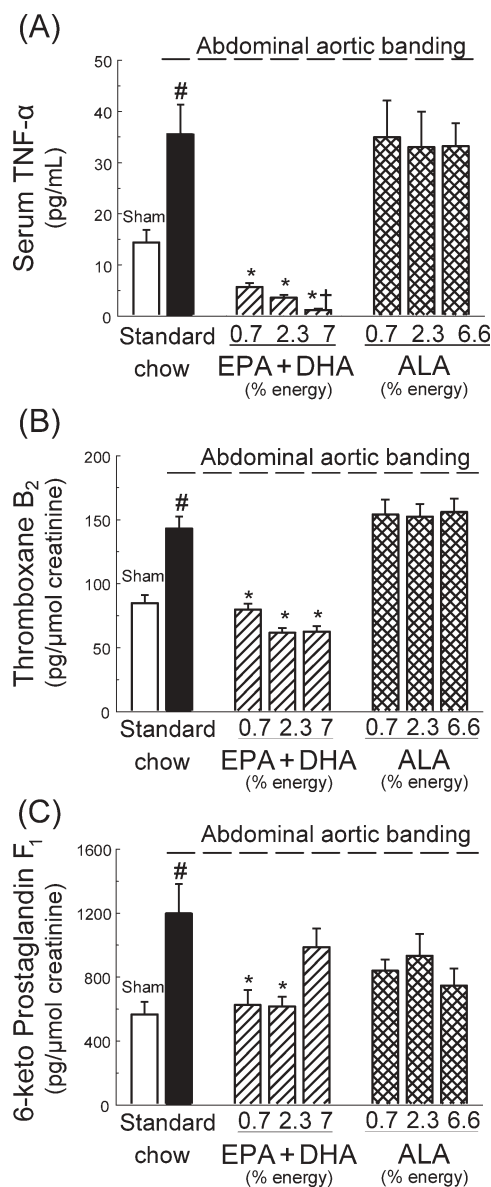 (A)
Abdominal aortic banding
Serum TNF-α
(pg/mL)
50
40
30
20
10
0
Sham
#
*
*
*†
Standard
chow
0.7 2.3 7
EPA + DHA
(% energy)
0.7 2.3 6.6
ALA
(% energy)
(B)
Abdominal aortic banding
Thromboxane B2
(pg/μmol creatinine)
200
150
100
50
0
Sham
#
*
*
*
Standard
chow
0.7 2.3 7
EPA + DHA
(% energy)
0.7 2.3 6.6
ALA
(% energy)
(C)
Abdominal aortic banding
6-keto Prostaglandin F1
(pg/μmol creatinine)
1600
1200
800
400
0
Sham
#
*
*
Standard
chow
0.7 2.3 7
EPA + DHA
(% energy)
0.7 2.3 6.6
ALA
(% energy)